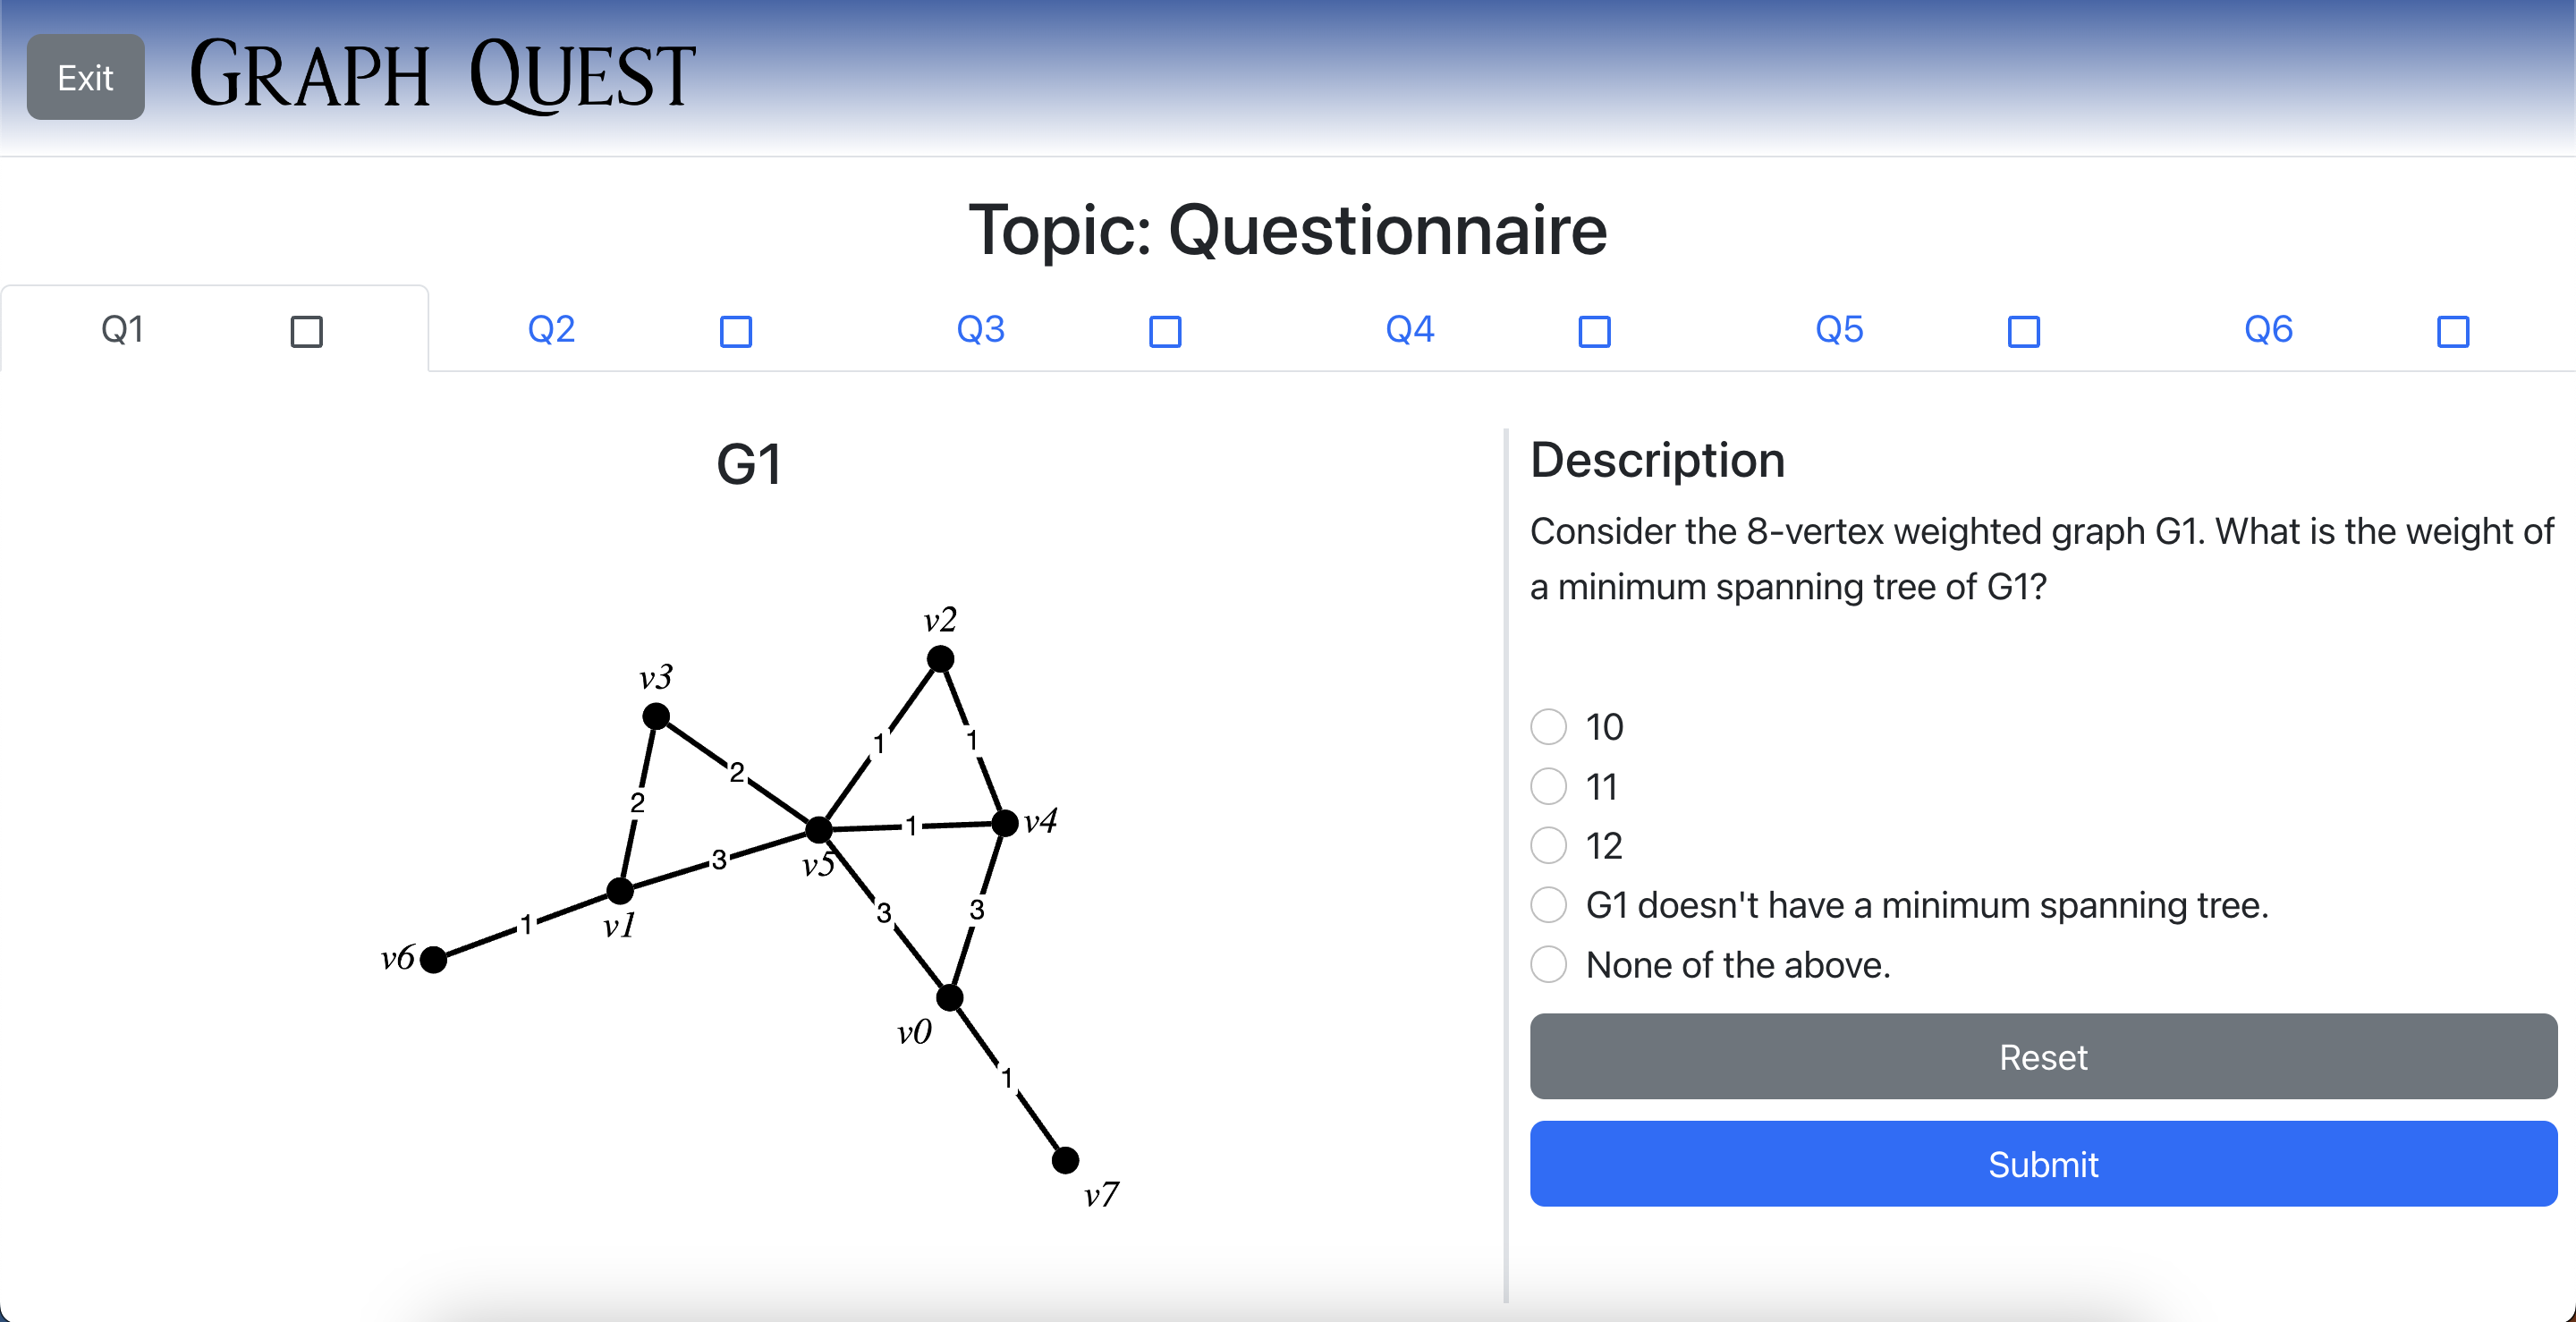 Exit
GRAPH QUEST
Topic: Questionnaire
Q1
Q2
Q3
Q4
Q5
Q6
G1
v2
v3
1
1
2
2
v4
1
3
v5
v1
3
3
1
v6
v0
1
v7
Description
Consider the 8-vertex weighted graph G1. What is the weight of
a minimum spanning tree of G1?
10
11
12
G1 doesn't have a minimum spanning tree.
None of the above.
Reset
Submit